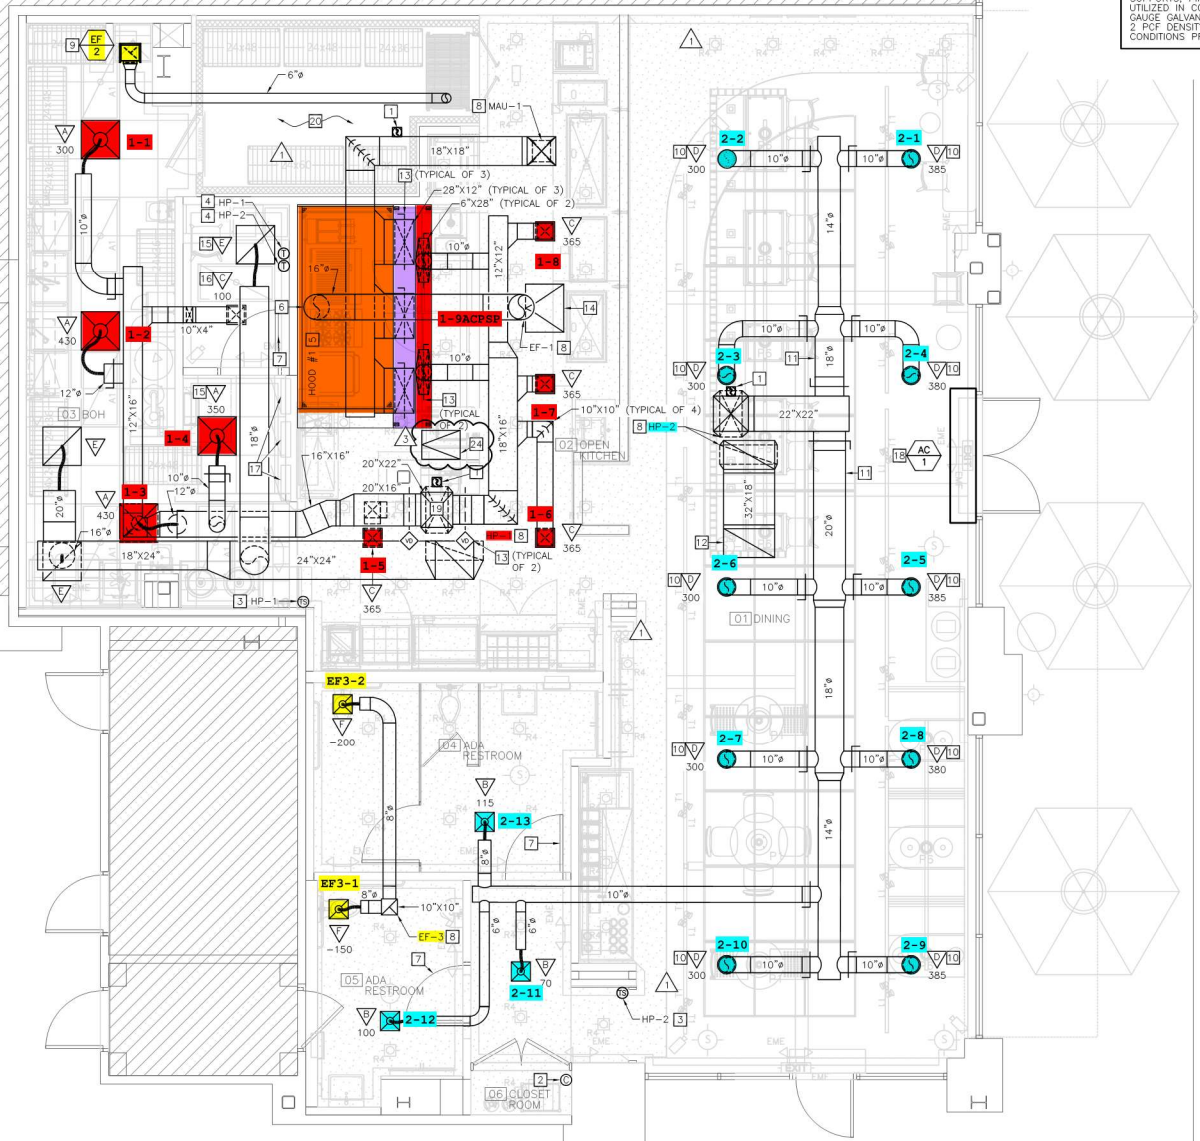 UTILIZED IN CO
GAUGE GALVAN
2 PCF DENSIT
CONDITIONS PR
9 EF 2
6"ø
1
20
8 MAU-1
18"X18"
1
1
A 300
1-1
10"ø
4 HP-1
4 HP-2
15 E
16 C 100
13 (TYPICAL OF 3)
28"X12" (TYPICAL OF 3)
6"X28" (TYPICAL OF 2)
10"ø
12"X12"
C 365
1-8
16"ø
6
5
HOOD #1
1-9ACPSP
14
EF-1 8
A 430
1-2
10"X4"
7
12"ø
03 BOH
12"X16"
15 A 350
1-4
10"ø
18"ø
17
10"ø
13 (TYPICAL OF 2)
3
24
1-7
C 365
10"X10" (TYPICAL OF 4)
8 HP-2
02 OPEN KITCHEN
18"X16"
E
16"X16"
20"X22"
20"X16"
1
19
1-3
A 430
12"ø
20"ø
16"ø
18"X24"
24"X24"
VD
VD
HP-1 8
1-6
C 365
13 (TYPICAL OF 2)
1-5
C 365
E
3 HP-1 TS
2-2
10 D 300
10"ø
10"ø
2-1
D 10 385
14"ø
10"ø
10"ø
2-3
10 D 300
1
11
18"ø
2-4
D 10 380
22"X22"
32"X18"
11
18 AC 1
20"ø
12
2-6
10 D 300
10"ø
10"ø
2-5
D 10 385
01 DINING
1
18"ø
2-7
10 D 300
10"ø
10"ø
2-8
D 10 380
14"ø
EF3-2
F -200
04 ADA RESTROOM
8"ø
B 115
2-13
8"ø
7
10"ø
EF3-1
F -150
8"ø
10"X10"
EF-3 8
6"ø
6"ø
7
05 ADA RESTROOM
B 70
2-11
B 100
2-12
2-10
10 D 300
10"ø
10"ø
2-9
D 10 385
1
TS HP-2 3
EXIT
2 C
06 CLOSET ROOM